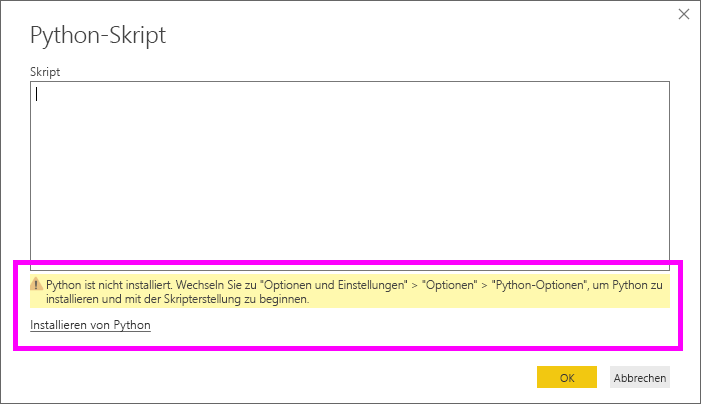 Python-Skript
Skript
Python ist nicht installiert. Wechseln Sie zu "Optionen und Einstellungen" > "Optionen" > "Python-Optionen", um Python zu
installieren und mit der Skripterstellung zu beginnen.
Installieren von Python
OK
Abbrechen